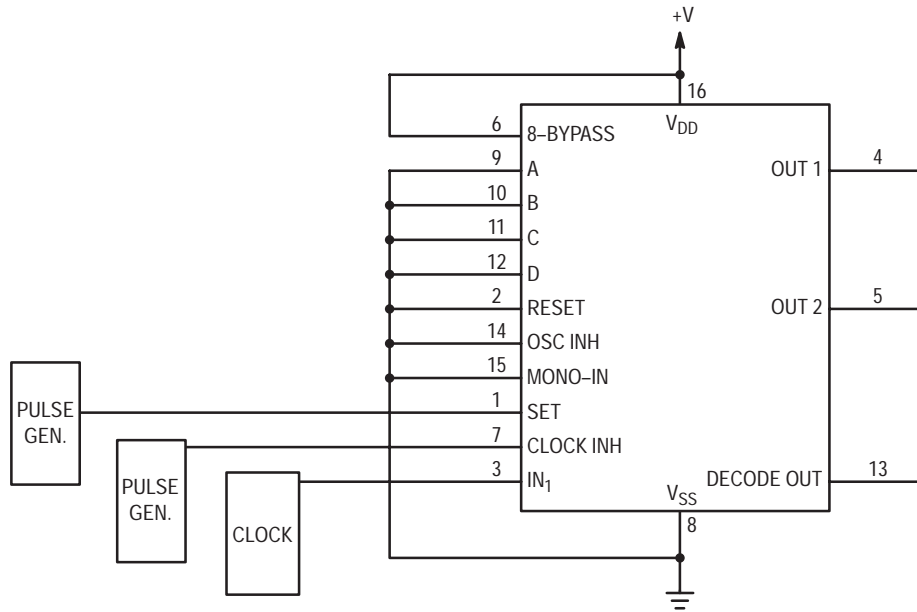 +V
16
6
8–BYPASS
VDD
9
A
OUT 1
4
10
B
11
C
12
D
2
RESET
OUT 2
5
14
OSC INH
15
MONO–IN
PULSE
GEN.
1
SET
7
CLOCK INH
PULSE
GEN.
3
IN1
DECODE OUT
13
VSS
8
CLOCK